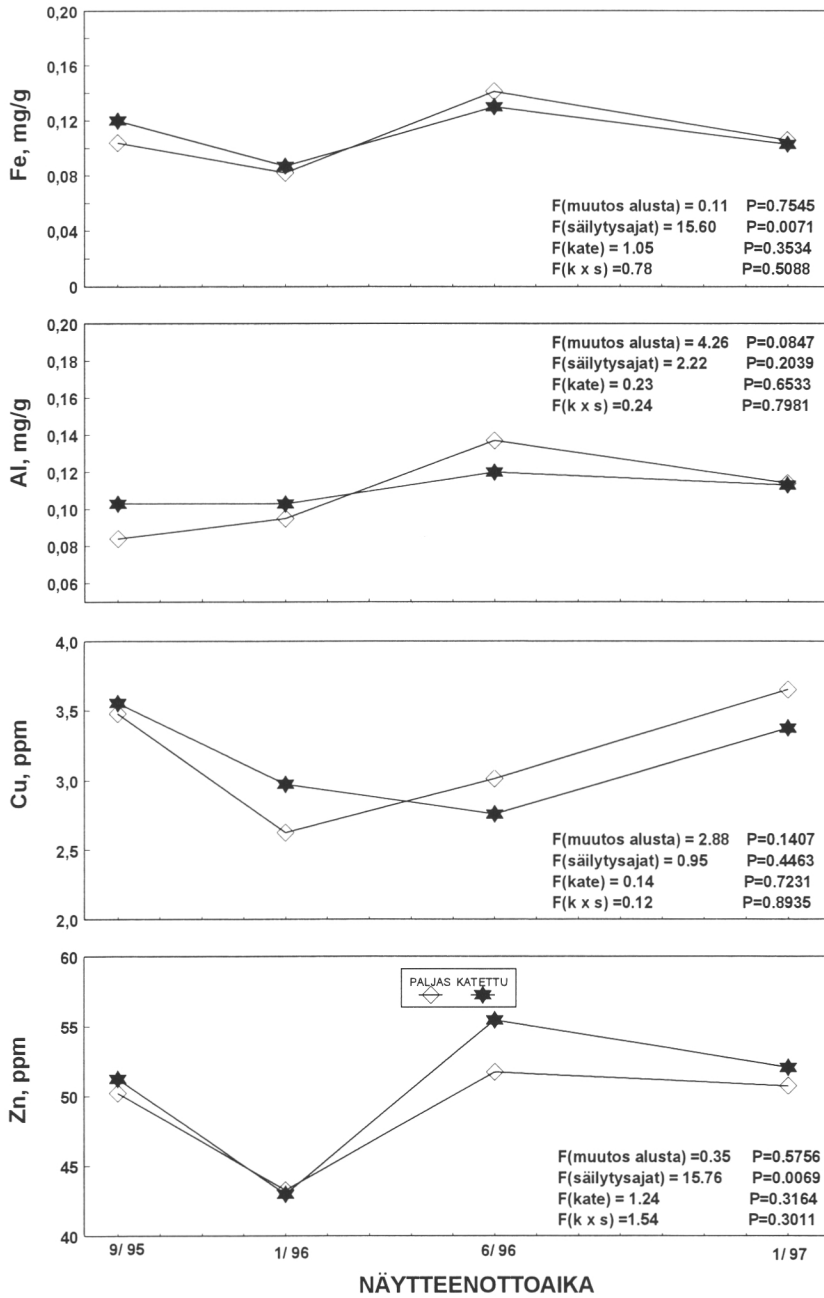 0,20
0,16
0,12
0,08
0,04
0
Fe, mg/g
F(muutos alusta) = 0.11 P=0.7545
F(säilytysajat) = 15.60 P=0.0071
F(kate) = 1.05 P=0.3534
F(k x s) =0.78 P=0.5088
0,20
0,18
0,16
0,14
0,12
0,10
0,08
0,06
Al, mg/g
F(muutos alusta) = 4.26 P=0.0847
F(säilytysajat) = 2.22 P=0.2039
F(kate) = 0.23 P=0.6533
F(k x s) =0.24 P=0.7981
4,0
3,5
3,0
2,5
2,0
Cu, ppm
F(muutos alusta) = 2.88 P=0.1407
F(säilytysajat) = 0.95 P=0.4463
F(kate) = 0.14 P=0.7231
F(k x s) =0.12 P=0.8935
60
55
50
45
40
Zn, ppm
PALJAS KATETTU
F(muutos alusta) =0.35 P=0.5756
F(säilytysajat) = 15.76 P=0.0069
F(kate) = 1.24 P=0.3164
F(k x s) =1.54 P=0.3011
9/ 95 1/ 96 6/ 96 1/ 97
NÄYTTEENOTTOAIKA